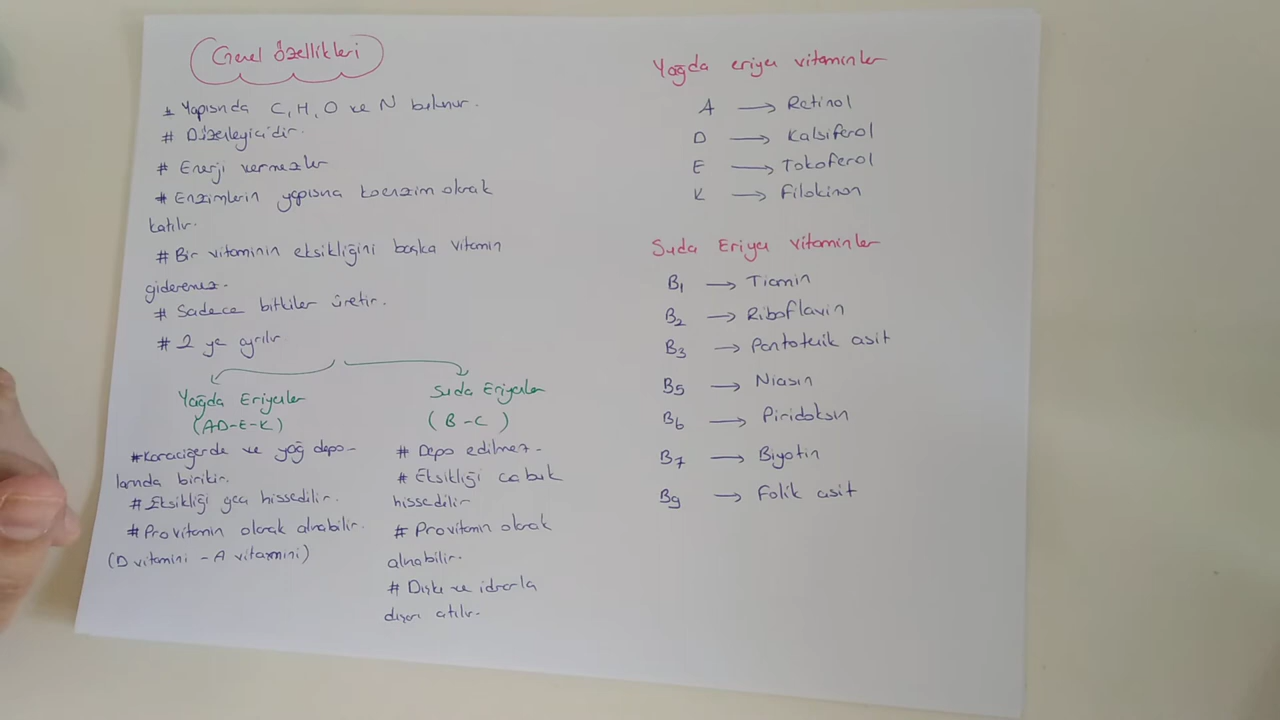 Genel özellikleri
# Yapısında C, H, O ve N bulunur.
# Düzenleyicidir.
# Enerji vermezler
# Enzimlerin yapısına koenzim olarak
katılır.
# Bir vitaminin eksikliğini başka vitamin
gideremez.
# Sadece bitkiler üretir.
# 2 ye ayrılır
Yağda Eriyenler
(AD-E-K)
# Karaciğerde ve yağ depo-
larında birikir.
# Eksikliği geç hissedilir.
# Provitamin olarak alınabilir.
(D vitamini - A vitamini)
Suda Eriyenler
(B-C)
# Depo edilmez.
# Eksikliği çabuk
hissedilir
# Provitamin olarak
alınabilir.
# Dışkı ve idrarla
dışarı atılır.
Yağda eriyen vitaminler
A → Retinol
D → Kalsiferol
E → Tokoferol
K → Filokinon
Suda Eriyen vitaminler
B1 → Tiamin
B2 → Riboflavin
B3 → Pantotenik asit
B5 → Niasin
B6 → Piridoksin
B7 → Biyotin
B9 → Folik asit